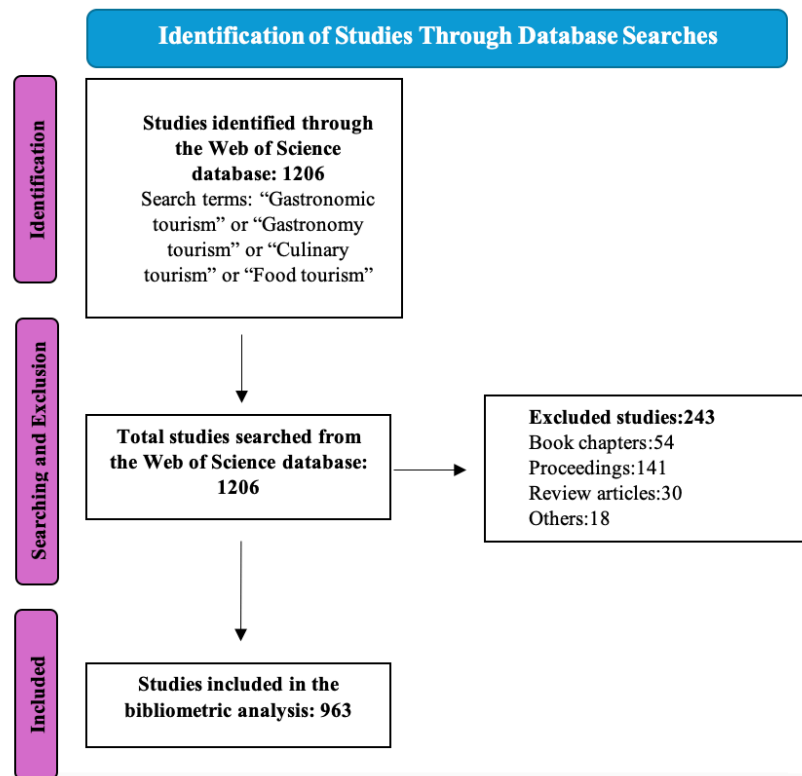 Identification of Studies Through Database Searches
Identification
Studies identified through
the Web of Science
database: 1206
Search terms: “Gastronomic
tourism” or “Gastronomy
tourism” or “Culinary
tourism” or “Food tourism”
Searching and Exclusion
Total studies searched from
the Web of Science database:
1206
Excluded studies:243
Book chapters:54
Proceedings:141
Review articles:30
Others:18
Included
Studies included in the
bibliometric analysis: 963